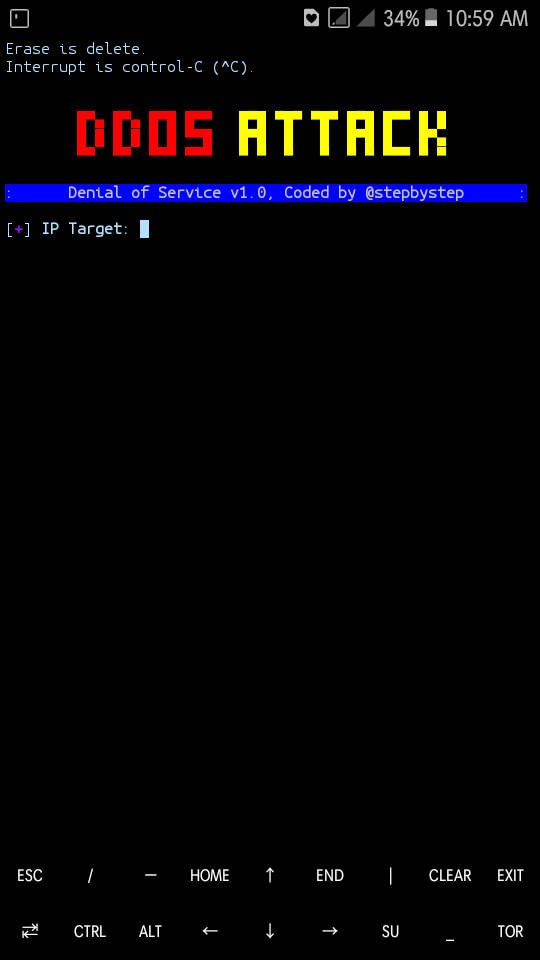 34% 10:59 AM
Erase is delete.
Interrupt is control-C (^C).
DDOS ATTACK
: Denial of Service v1.0, Coded by @stepbystep :
[+] IP Target:
ESC / — HOME ↑ END | CLEAR EXIT
⇄ CTRL ALT ← ↓ → SU _ TOR